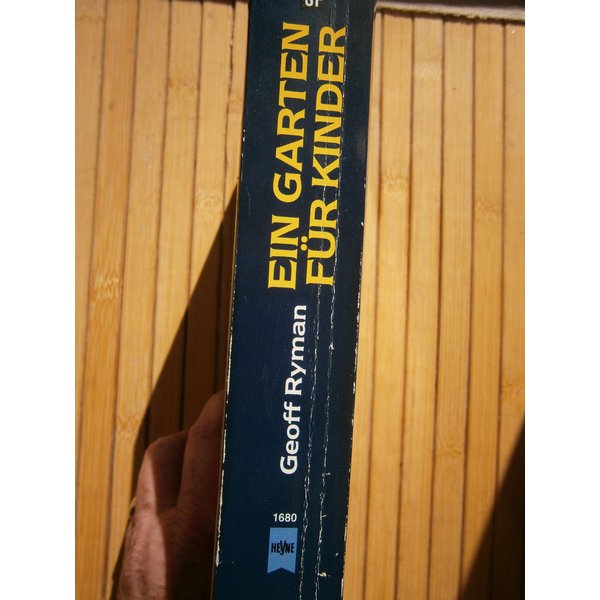 EIN GARTEN
FÜR KINDER
Geoff Ryman
1680
HEYNE